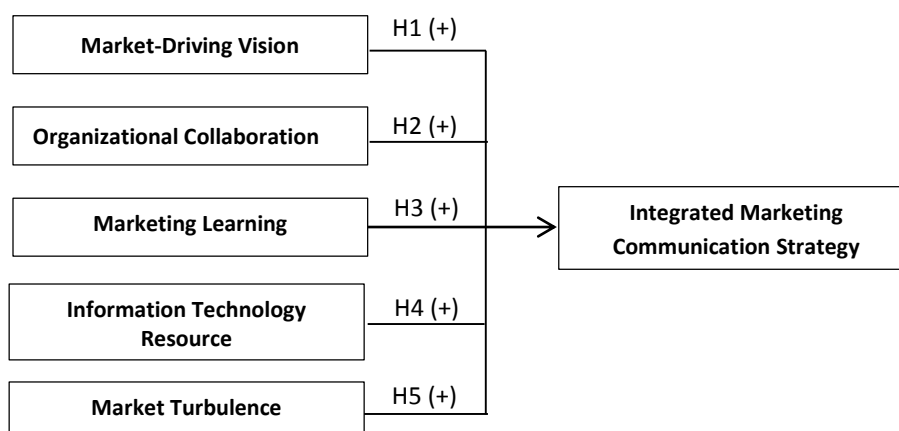 Market-Driving Vision
H1 (+)
Organizational Collaboration
H2 (+)
Marketing Learning
H3 (+)
Integrated Marketing
Communication Strategy
Information Technology
Resource
H4 (+)
Market Turbulence
H5 (+)